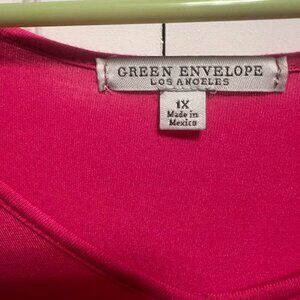 GREEN ENVELOPE
LOS ANGELES
1X
Made in
Mexico